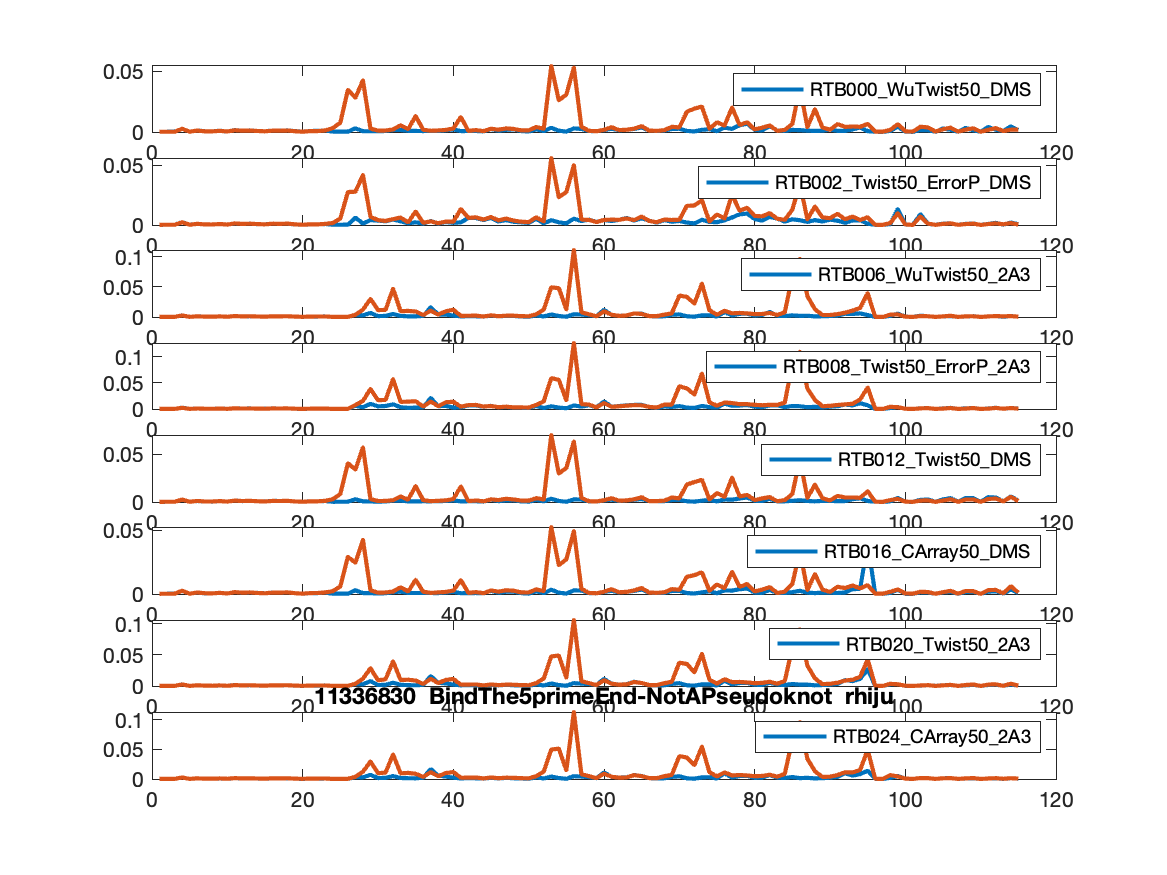 0.05
0
RTB000_WuTwist50_DMS
0 20 40 60 80 100 120
0.05
0
RTB002_Twist50_ErrorP_DMS
0 20 40 60 80 100 120
0.1
0.05
0
RTB006_WuTwist50_2A3
0 20 40 60 80 100 120
0.1
0.05
0
RTB008_Twist50_ErrorP_2A3
0 20 40 60 80 100 120
0.05
0
RTB012_Twist50_DMS
0 20 40 60 80 100 120
0.05
0
RTB016_CArray50_DMS
0 20 40 60 80 100 120
0.1
0.05
0
RTB020_Twist50_2A3
0 20 40 60 80 100 120
11336830 BindThe5primeEnd-NotAPseudoknot rhiju
0.1
0.05
0
RTB024_CArray50_2A3
0 20 40 60 80 100 120